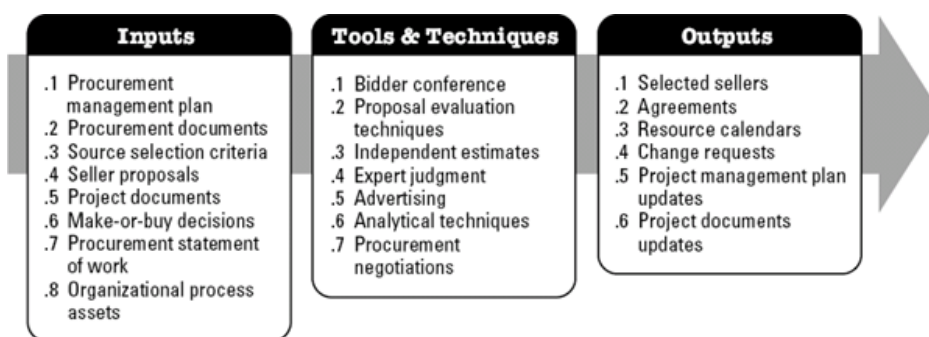 Inputs
.1 Procurement
management plan
.2 Procurement documents
.3 Source selection criteria
.4 Seller proposals
.5 Project documents
.6 Make-or-buy decisions
.7 Procurement statement
of work
.8 Organizational process
assets
Tools & Techniques
.1 Bidder conference
.2 Proposal evaluation
techniques
.3 Independent estimates
.4 Expert judgment
.5 Advertising
.6 Analytical techniques
.7 Procurement
negotiations
Outputs
.1 Selected sellers
.2 Agreements
.3 Resource calendars
.4 Change requests
.5 Project management plan
updates
.6 Project documents
updates